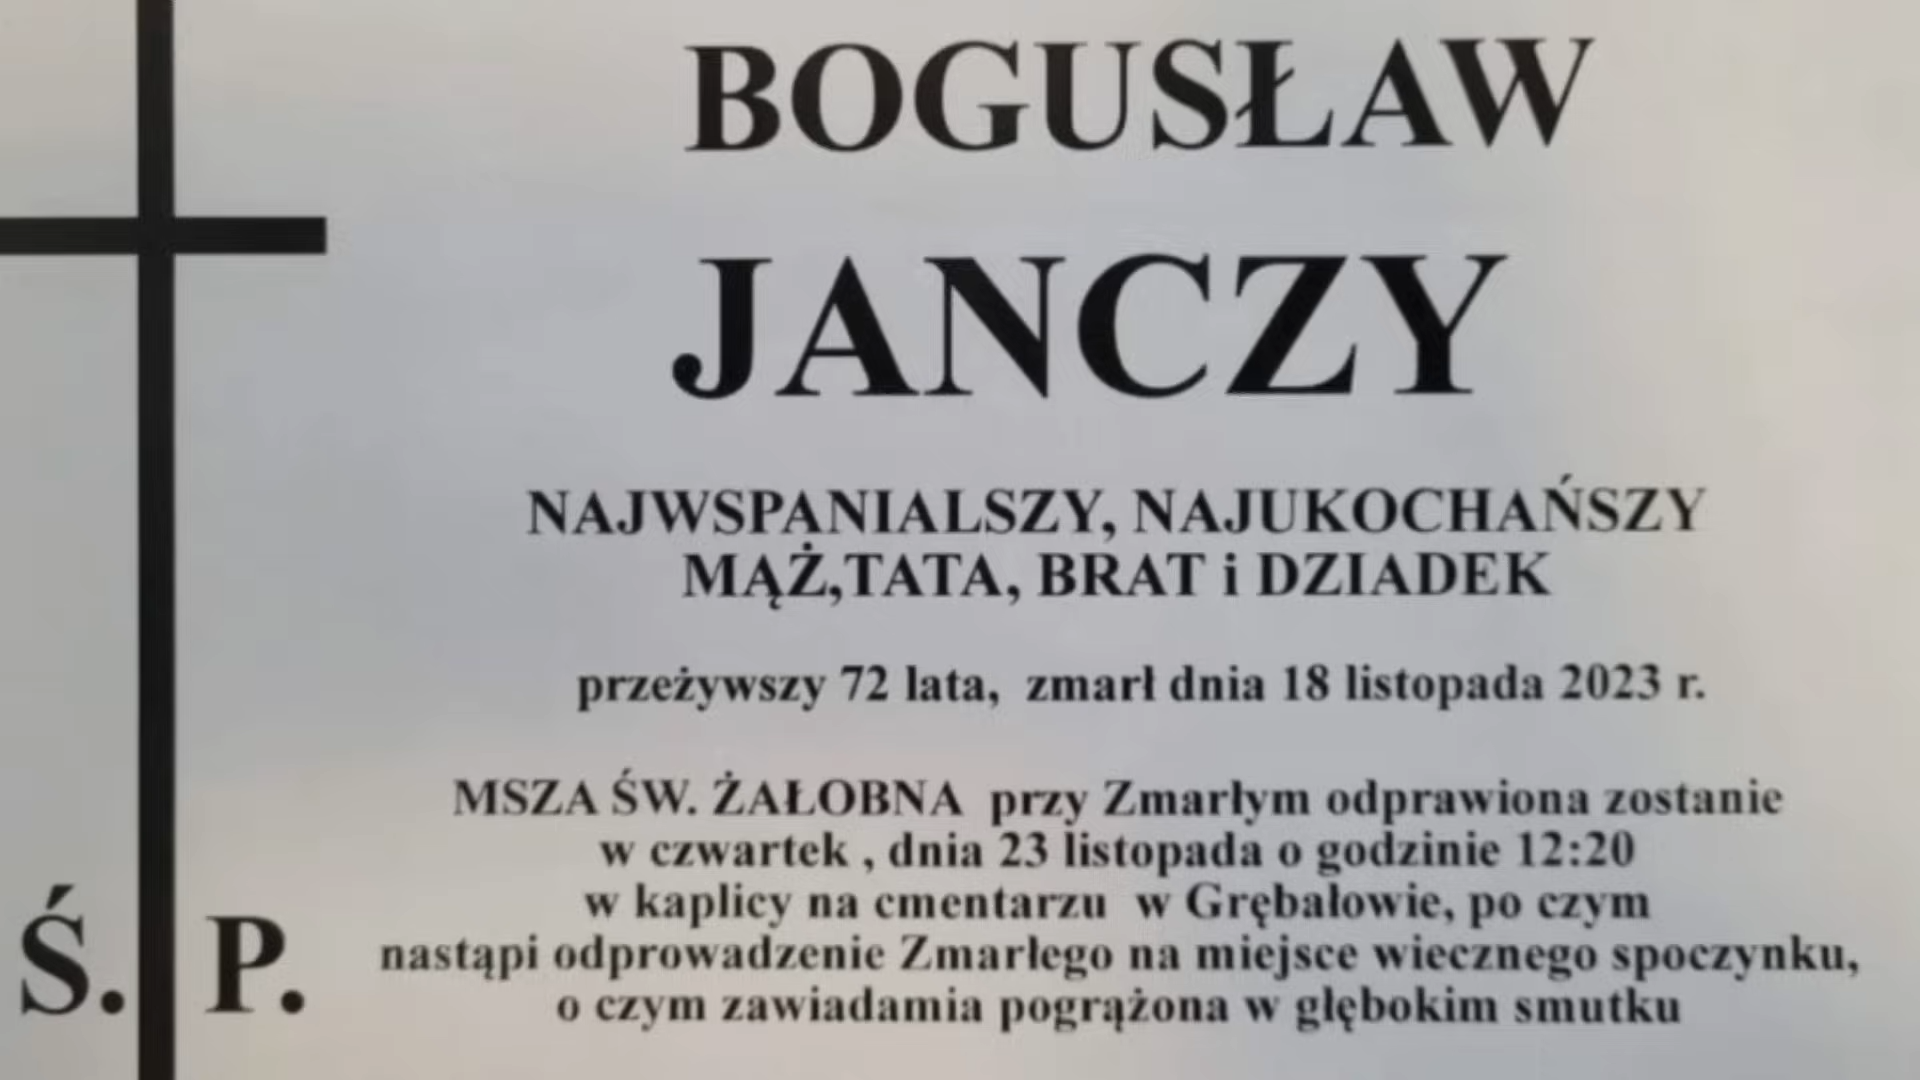 BOGUSŁAW
JANCZY
NAJWSPANIALSZY, NAJUKOCHAŃSZY
MĄŻ,TATA, BRAT i DZIADEK
przeżywszy 72 lata, zmarł dnia 18 listopada 2023 r.
MSZA ŚW. ŻAŁOBNA przy Zmarłym odprawiona zostanie
w czwartek , dnia 23 listopada o godzinie 12:20
w kaplicy na cmentarzu w Grębałowie, po czym
nastąpi odprowadzenie Zmarłego na miejsce wiecznego spoczynku,
o czym zawiadamia pogrążona w głębokim smutku
Ś. P.